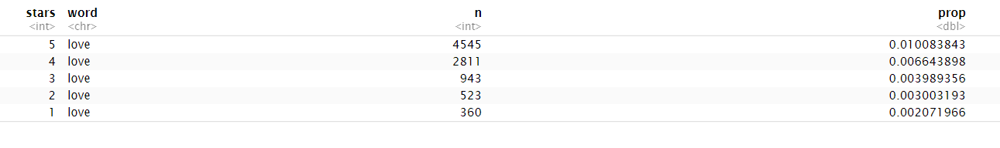 stars word n prop
<int> <chr> <int> <dbl>
5 love 4545 0.010083843
4 love 2811 0.006643898
3 love 943 0.003989356
2 love 523 0.003003193
1 love 360 0.002071966